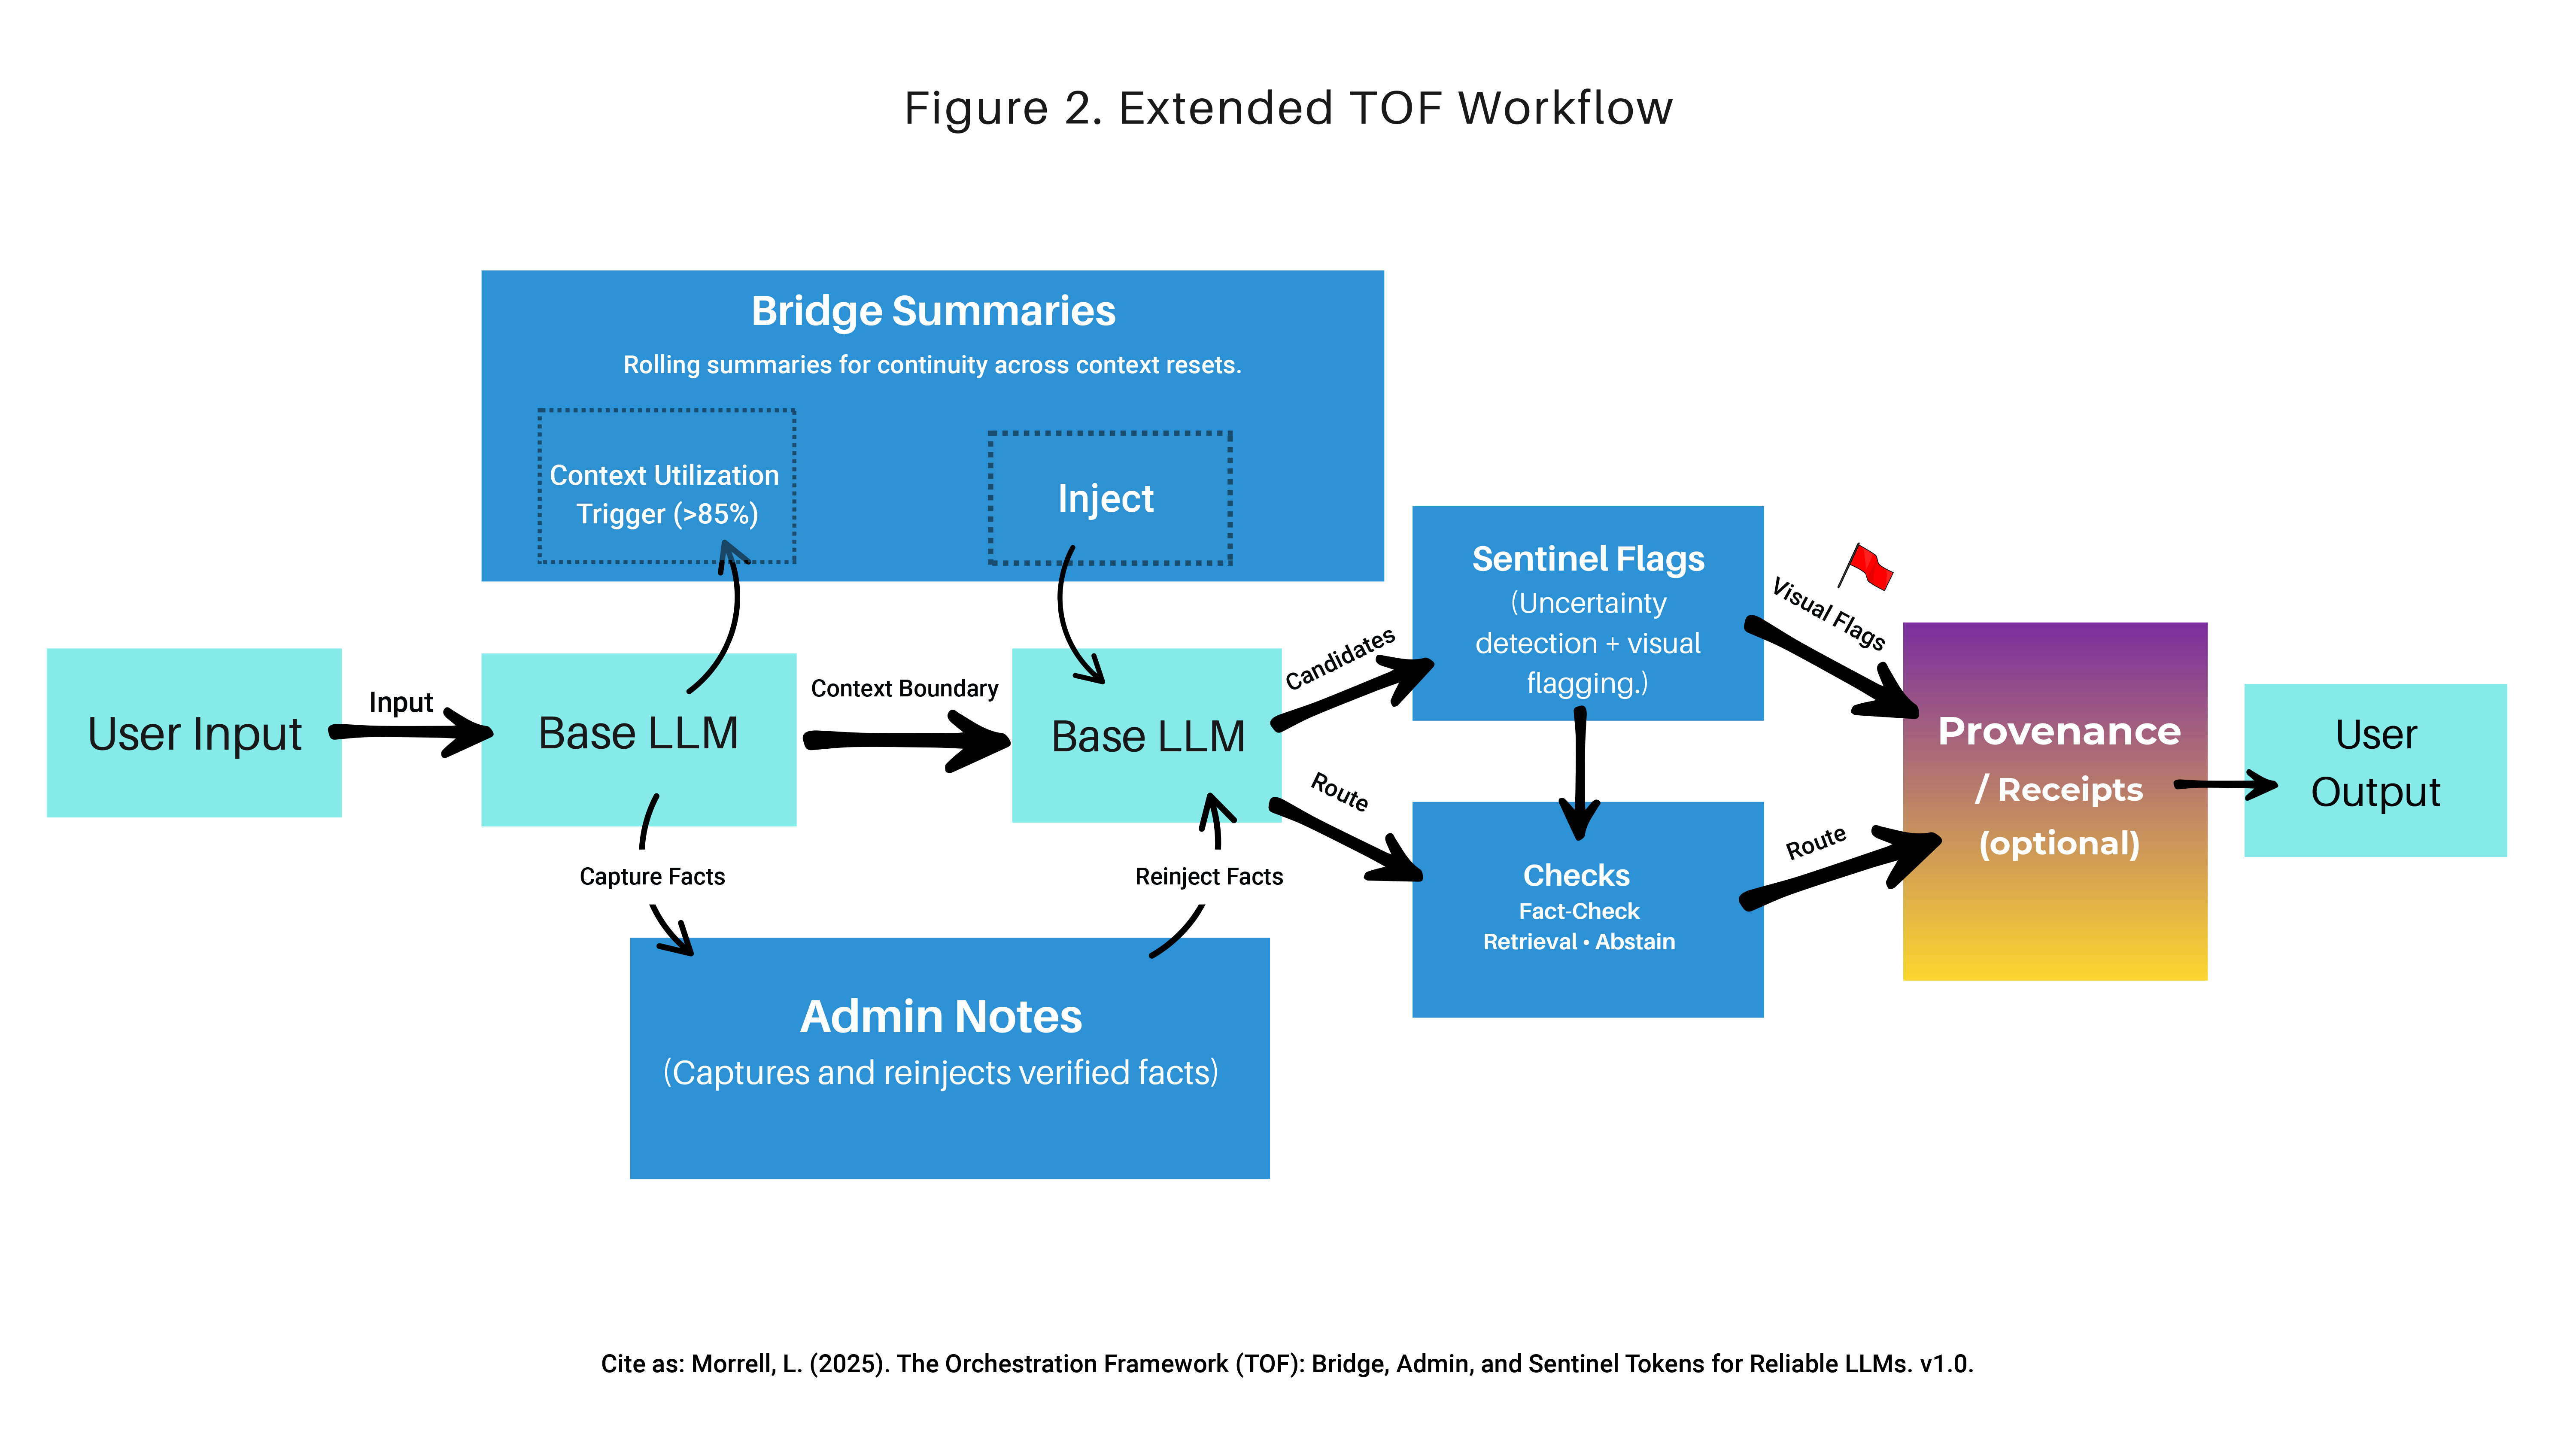 Figure 2. Extended TOF Workflow
Bridge Summaries
Rolling summaries for continuity across context resets.
Context Utilization
Trigger (>85%)
Inject
User Input
Input
Base LLM
Context Boundary
Base LLM
Capture Facts
Reinject Facts
Admin Notes
(Captures and reinjects verified facts)
Candidates
Route
Sentinel Flags
(Uncertainty
detection + visual
flagging.)
Checks
Fact-Check
Retrieval • Abstain
Visual Flags
Route
Provenance
/ Receipts
(optional)
User
Output
Cite as: Morrell, L. (2025). The Orchestration Framework (TOF): Bridge, Admin, and Sentinel Tokens for Reliable LLMs. v1.0.